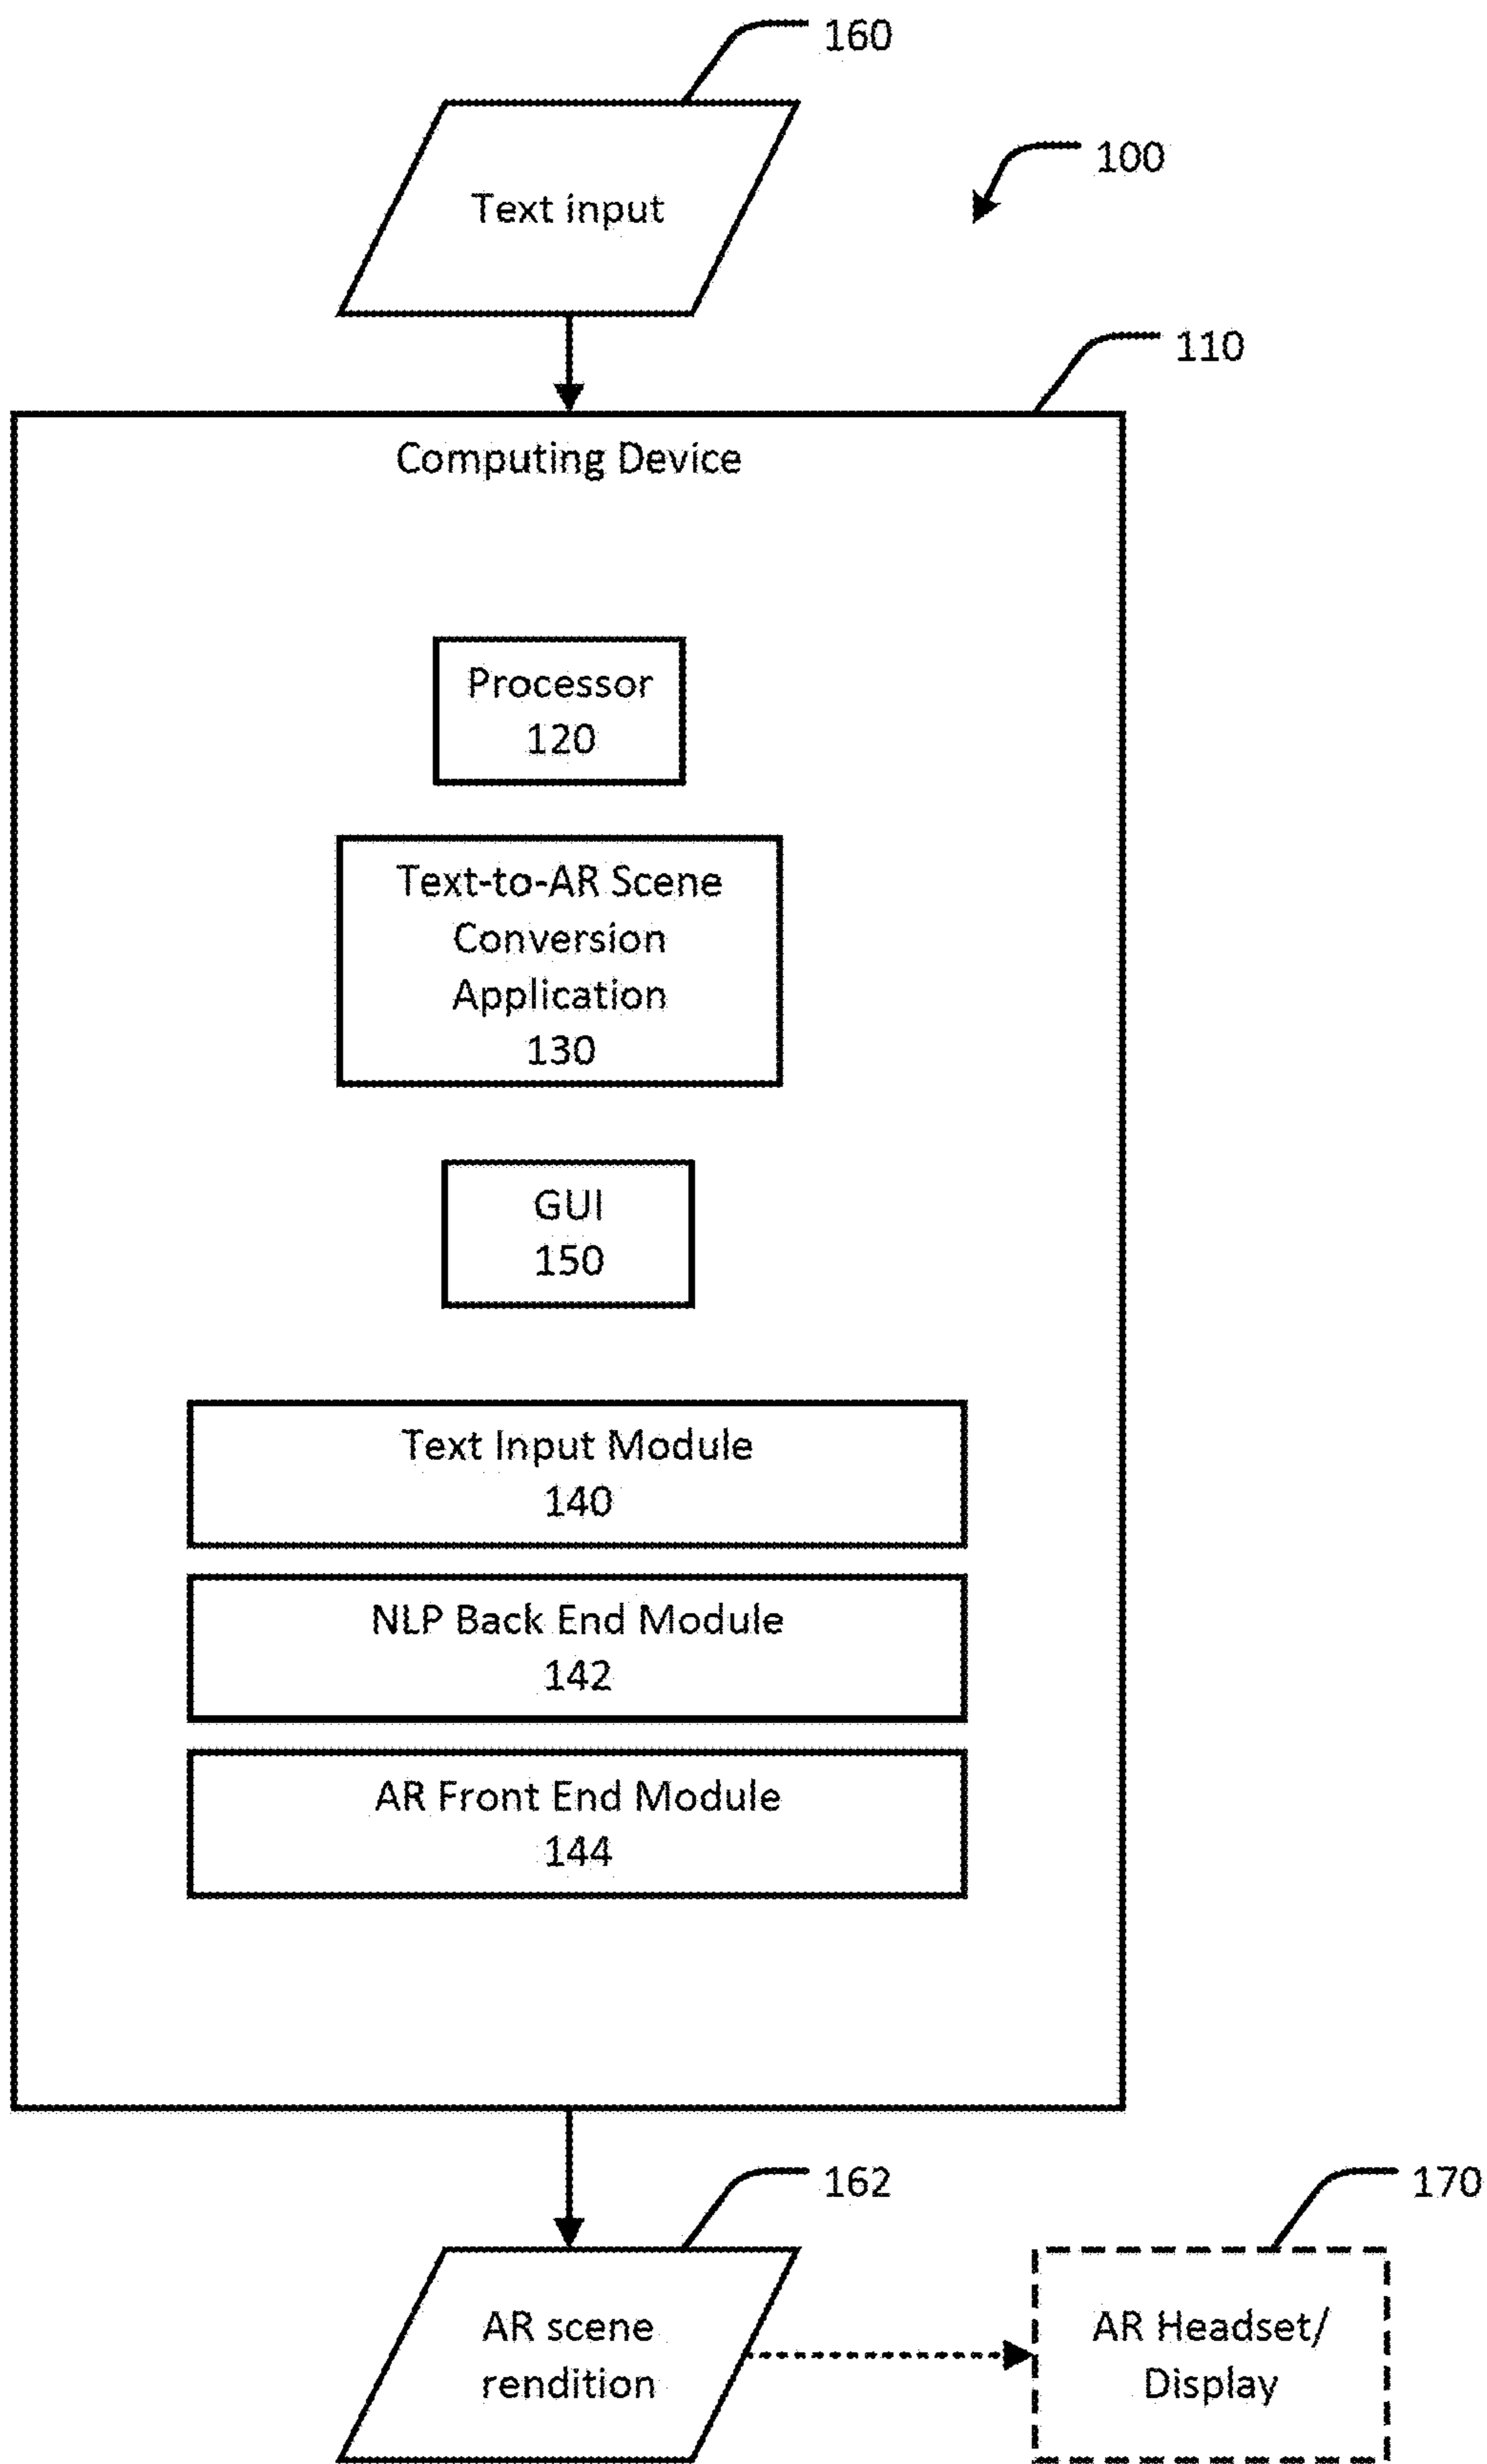 160
100
Text input
110
Computing Device
Processor
120
Text-to-AR Scene
Conversion
Application
130
GUI
150
Text Input Module
140
NLP Back End Module
142
AR Front End Module
144
162
170
AR scene
rendition
AR Headset/
Display